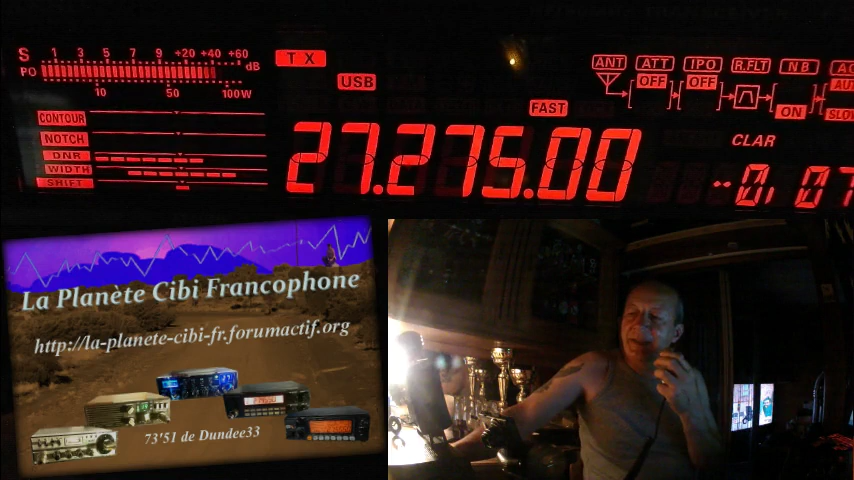 S 1 3 5 7 9 +20 +40 +60 dB
PO 10 50 100W
TX
USB
FAST
ANT ATT IPO R.FLT NB
OFF OFF ON
CONTOUR
NOTCH
DNR
WIDTH
SHIFT
27.275.00
CLAR
La Planète Cibi Francophone
http://la-planete-cibi-fr.forumactif.org
73'51 de Dundee33